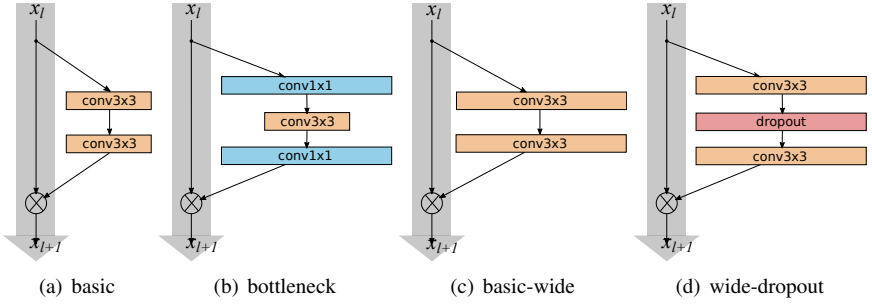 x_l
conv3x3
conv3x3
x_{l+1}
(a) basic
x_l
conv1x1
conv3x3
conv1x1
x_{l+1}
(b) bottleneck
x_l
conv3x3
conv3x3
x_{l+1}
(c) basic-wide
x_l
conv3x3
dropout
conv3x3
x_{l+1}
(d) wide-dropout